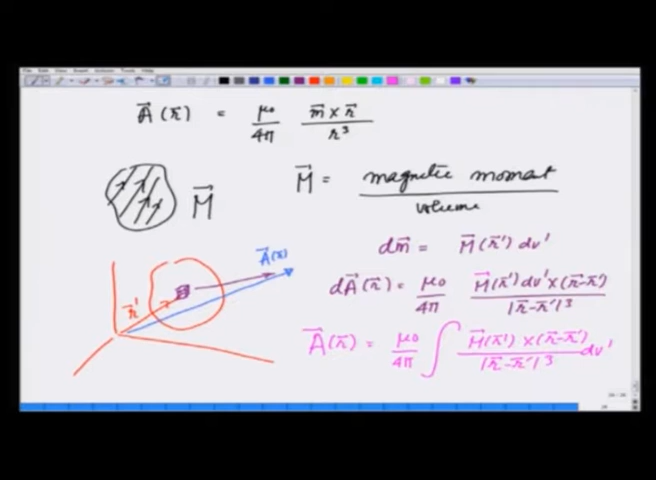 A⃗(r⃗) = μ₀/4π m⃗ × r⃗/r³
M⃗
M⃗ = magnetic moment/volume
dm⃗ = M⃗(r⃗') dv'
A⃗(r⃗)
r⃗'
dA⃗(r⃗) = μ₀/4π M⃗(r⃗')dv' × (r⃗-r⃗')/|r⃗-r⃗'|³
A⃗(r⃗) = μ₀/4π ∫ M⃗(r⃗') × (r⃗-r⃗')/|r⃗-r⃗'|³ dv'